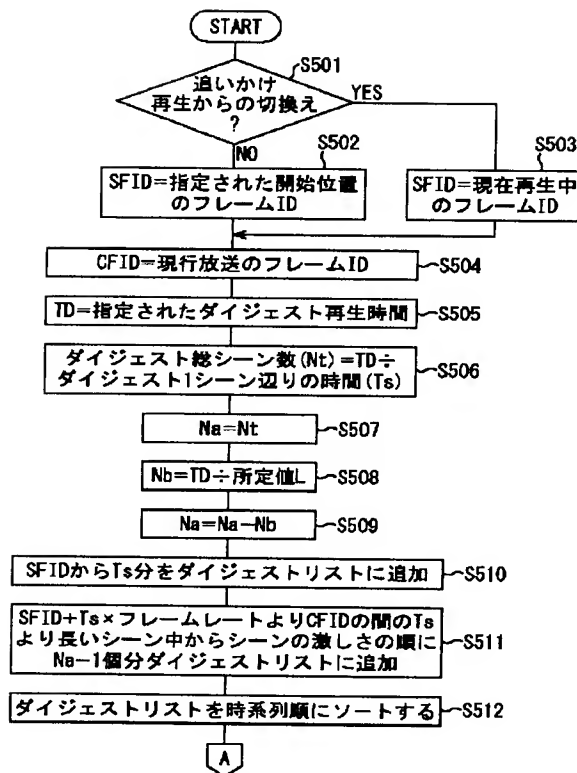 START
追いかけ
再生からの切換え
?
S501
YES
NO
S502
SFID=指定された開始位置
のフレームID
S503
SFID=現在再生中
のフレームID
CFID=現行放送のフレームID
S504
TD=指定されたダイジェスト再生時間
S505
ダイジェスト総シーン数(Nt)=TD÷
ダイジェスト1シーン辺りの時間(Ts)
S506
Na=Nt
S507
Nb=TD÷所定値L
S508
Na=Na-Nb
S509
SFIDからTs分をダイジェストリストに追加
S510
SFID+Ts×フレームレートよりCFIDの間のTs
より長いシーン中からシーンの激しさの順に
Na-1個分ダイジェストリストに追加
S511
ダイジェストリストを時系列順にソートする
S512
A